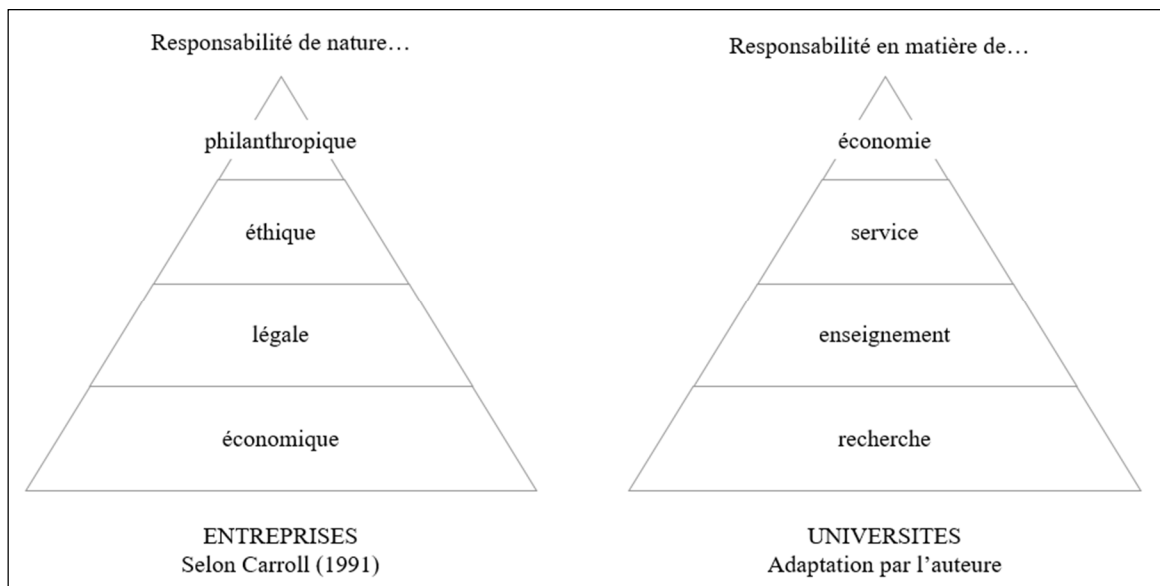 Responsabilité de nature…
philanthropique
éthique
légale
économique
ENTREPRISES
Selon Carroll (1991)
Responsabilité en matière de…
économie
service
enseignement
recherche
UNIVERSITES
Adaptation par l’auteure